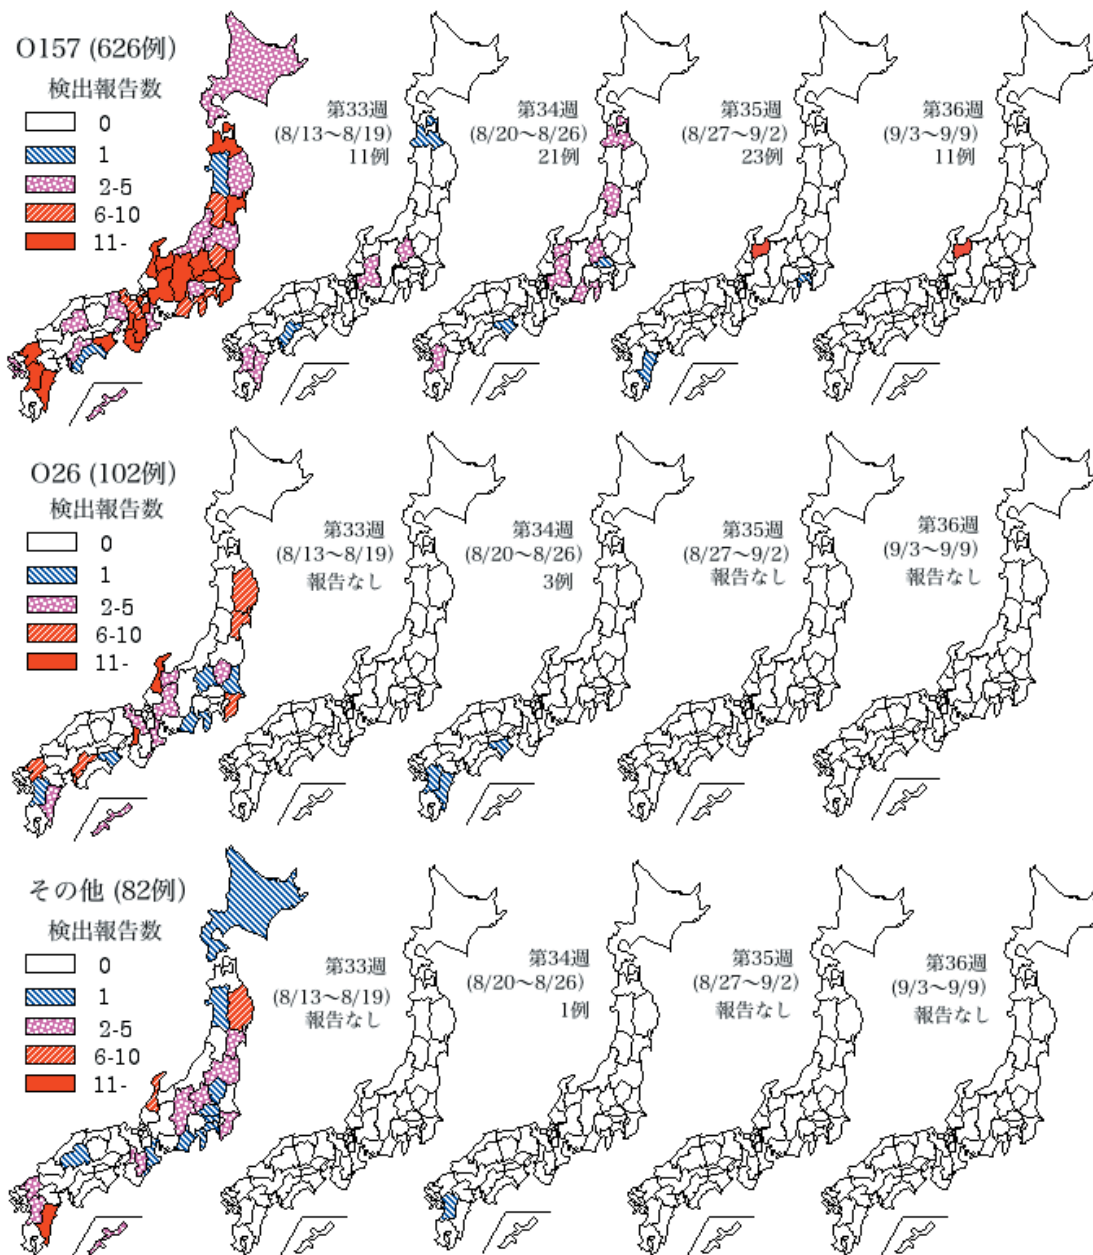 O157 (626例)
検出報告数
0
1
2-5
6-10
11-
第33週
(8/13〜8/19)
11例
第34週
(8/20〜8/26)
21例
第35週
(8/27〜9/2)
23例
第36週
(9/3〜9/9)
11例
O26 (102例)
検出報告数
0
1
2-5
6-10
11-
第33週
(8/13〜8/19)
報告なし
第34週
(8/20〜8/26)
3例
第35週
(8/27〜9/2)
報告なし
第36週
(9/3〜9/9)
報告なし
その他 (82例)
検出報告数
0
1
2-5
6-10
11-
第33週
(8/13〜8/19)
報告なし
第34週
(8/20〜8/26)
1例
第35週
(8/27〜9/2)
報告なし
第36週
(9/3〜9/9)
報告なし